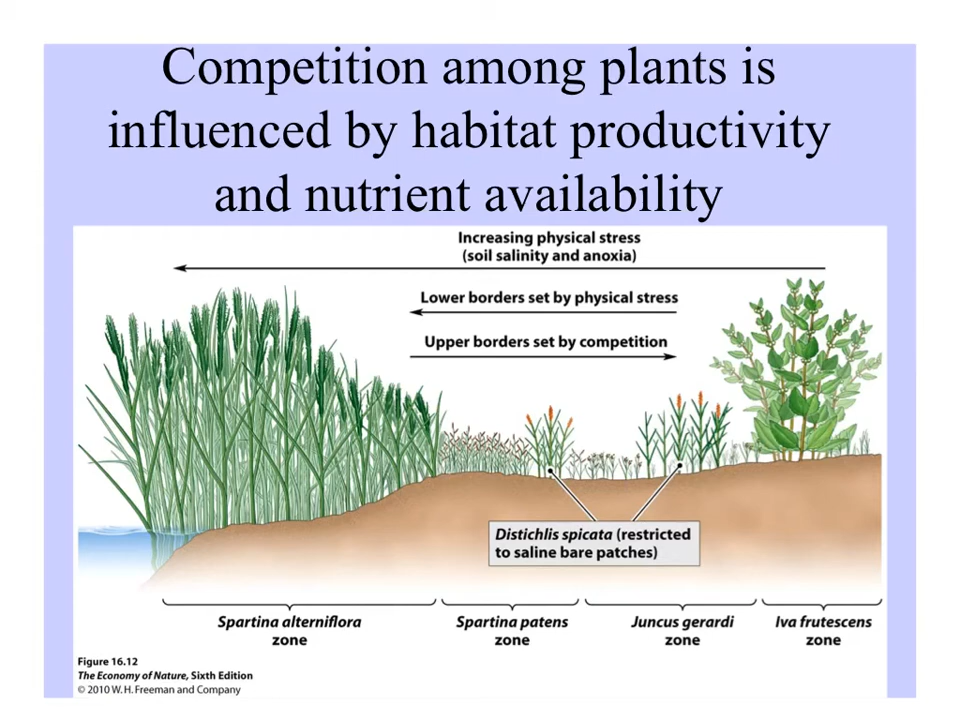 Competition among plants is
influenced by habitat productivity
and nutrient availability
Increasing physical stress
(soil salinity and anoxia)
Lower borders set by physical stress
Upper borders set by competition
Distichlis spicata (restricted
to saline bare patches)
Spartina alterniflora
zone
Spartina patens
zone
Juncus gerardi
zone
Iva frutescens
zone
Figure 16.12
The Economy of Nature, Sixth Edition
© 2010 W. H. Freeman and Company